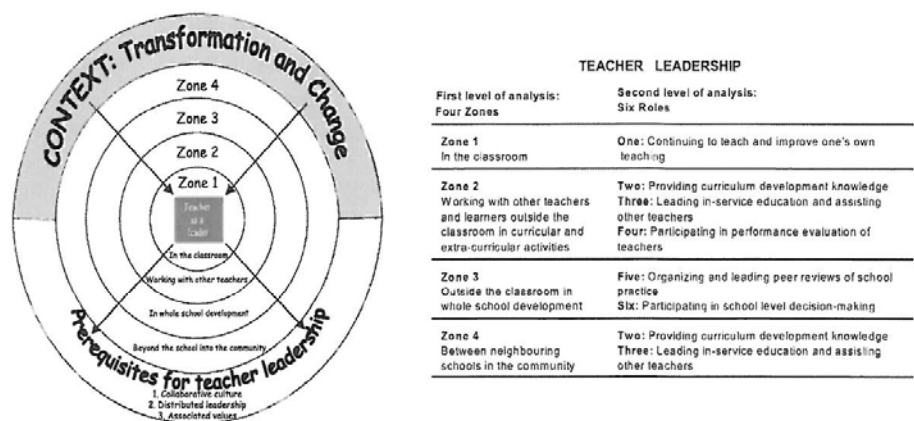 CONTEXT: Transformation and Change
Zone 4
Zone 3
Zone 2
Zone 1
Teacher
as a
leader
In the classroom
Working with other teachers
In whole school development
Beyond the school into the community
Prerequisites for teacher leadership
1. Collaborative culture
2. Distributed leadership
3. Associated values
TEACHER LEADERSHIP
First level of analysis:
Four Zones
Second level of analysis:
Six Roles
Zone 1
In the classroom
One: Continuing to teach and improve one's own
teaching
Zone 2
Working with other teachers
and learners outside the
classroom in curricular and
extra-curricular activities
Two: Providing curriculum development knowledge
Three: Leading in-service education and assisting
other teachers
Four: Participating in performance evaluation of
teachers
Zone 3
Outside the classroom in
whole school development
Five: Organizing and leading peer reviews of school
practice
Six: Participating in school level decision-making
Zone 4
Between neighbouring
schools in the community
Two: Providing curriculum development knowledge
Three: Leading in-service education and assisting
other teachers